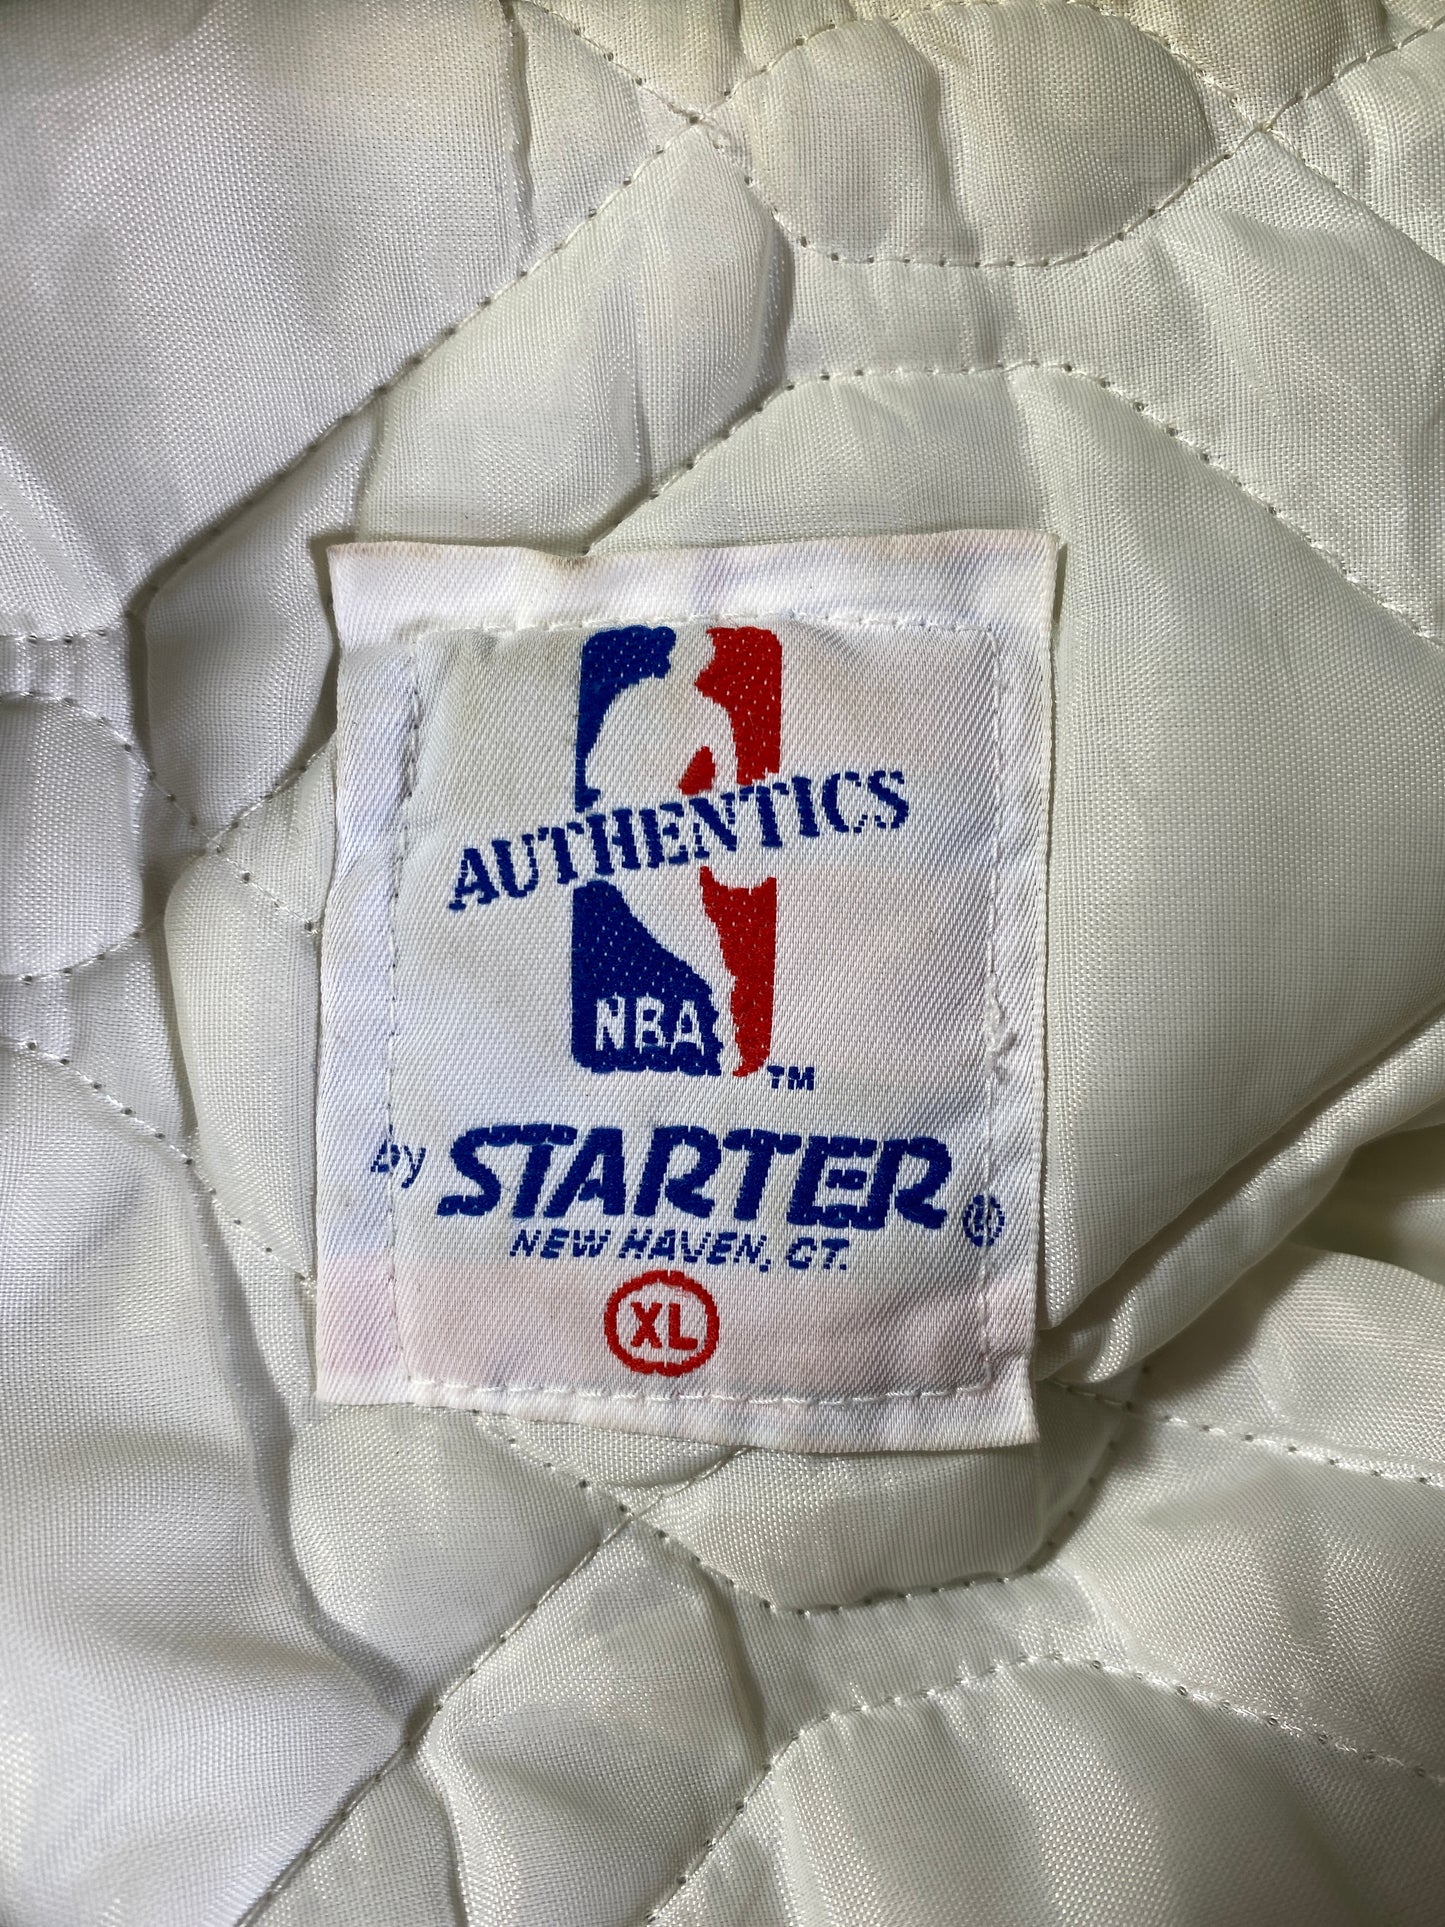 AUTHENTICS
NBA
TM
by STARTER ®
NEW HAVEN, CT.
XL